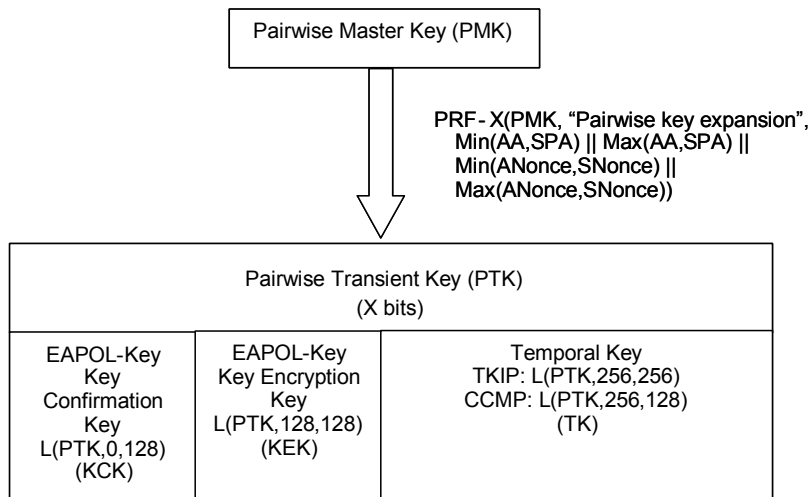 Pairwise Master Key (PMK)
PRF- X(PMK, “Pairwise key expansion”,
Min(AA,SPA) || Max(AA,SPA) ||
Min(ANonce,SNonce) ||
Max(ANonce,SNonce))
Pairwise Transient Key (PTK)
(X bits)
EAPOL-Key
Key
Confirmation
Key
L(PTK,0,128)
(KCK)
EAPOL-Key
Key Encryption
Key
L(PTK,128,128)
(KEK)
Temporal Key
TKIP: L(PTK,256,256)
CCMP: L(PTK,256,128)
(TK)